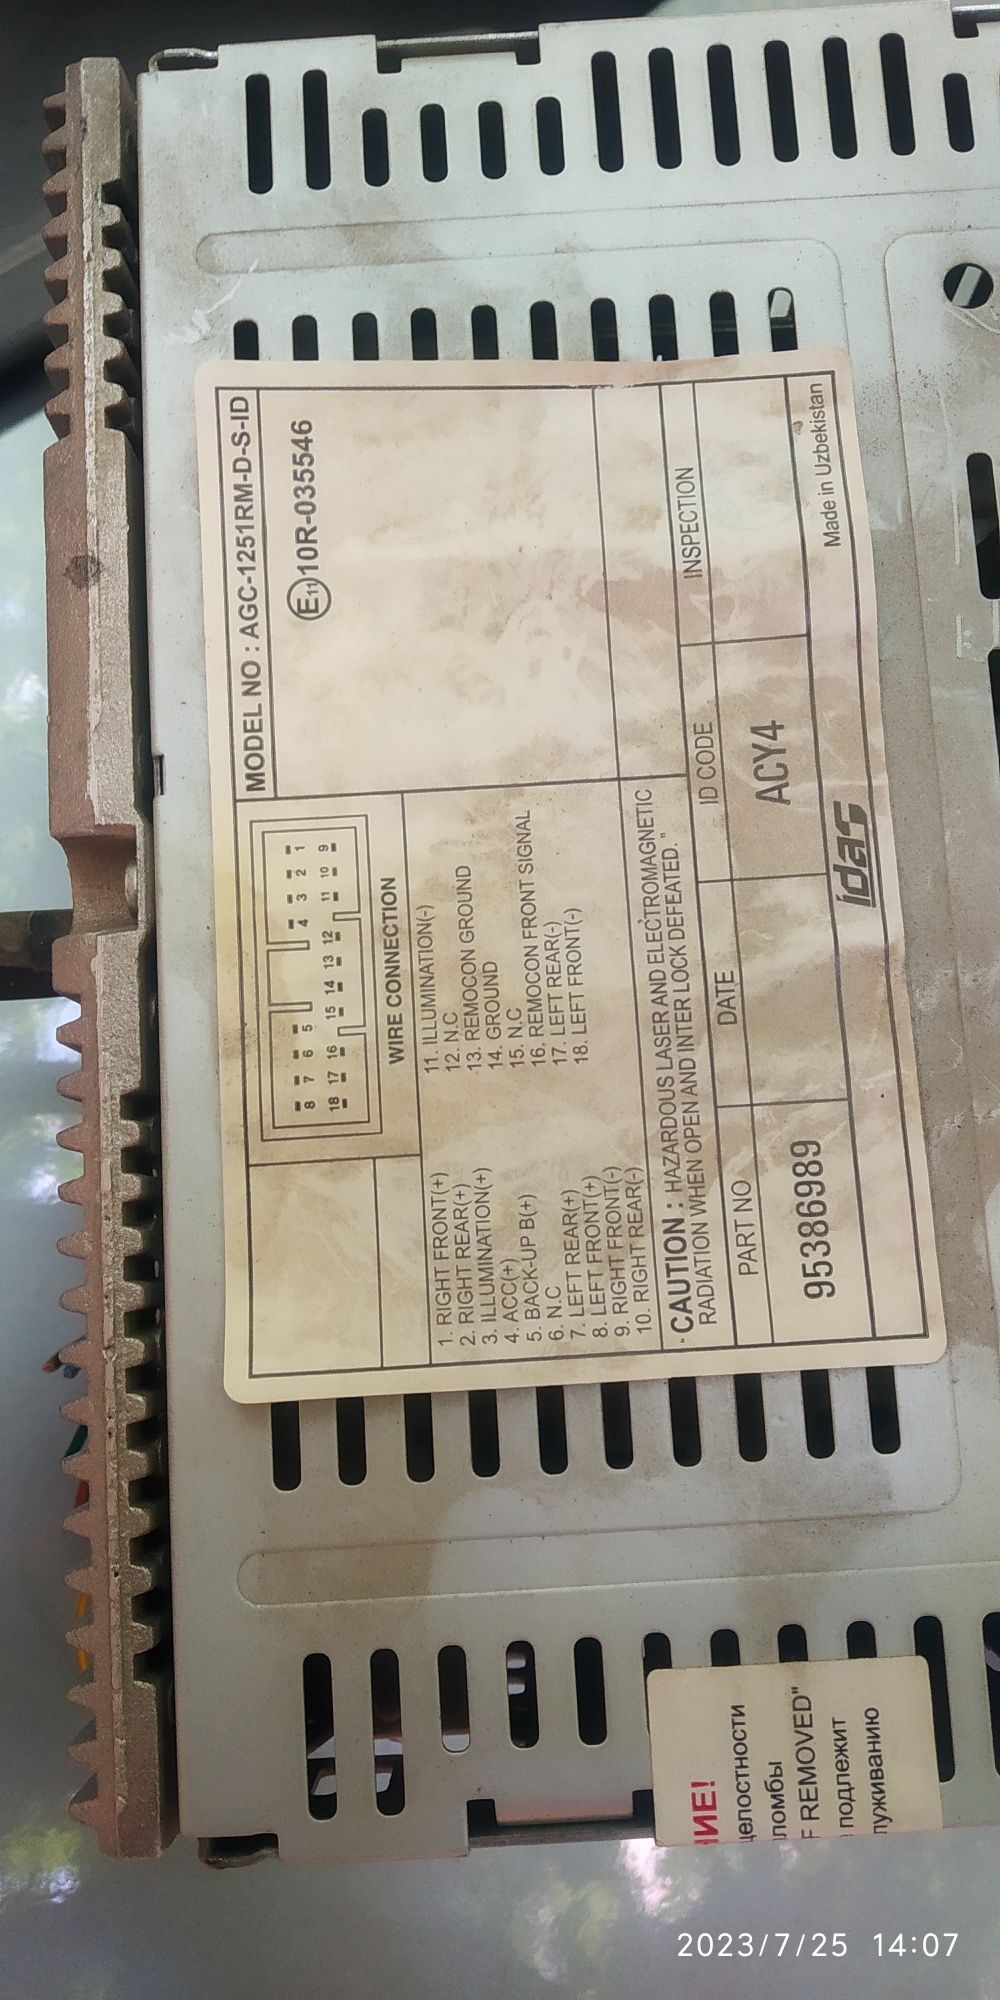 MODEL NO : AGC-1251RM-D-S-ID
E11 10R-035546
8 7 6 5 4 3 2 1
18 17 16 15 14 13 12 11 10 9
WIRE CONNECTION
1. RIGHT FRONT(+)
2. RIGHT REAR(+)
3. ILLUMINATION(+)
4. ACC(+)
5. BACK-UP B(+)
6. N.C
7. LEFT REAR(+)
8. LEFT FRONT(+)
9. RIGHT FRONT(-)
10. RIGHT REAR(-)
11. ILLUMINATION(-)
12. N.C
13. REMOCON GROUND
14. GROUND
15. N.C
16. REMOCON FRONT SIGNAL
17. LEFT REAR(-)
18. LEFT FRONT(-)
· CAUTION : HAZARDOUS LASER AND ELECTROMAGNETIC
RADIATION WHEN OPEN AND INTER LOCK DEFEATED. "
PART NO DATE ID CODE INSPECTION
95386989 ACY4
idas Made in Uzbekistan
НИЕ!
целостности
ломбы
F REMOVED"
подлежит
луживанию
2023/7/25 14:07